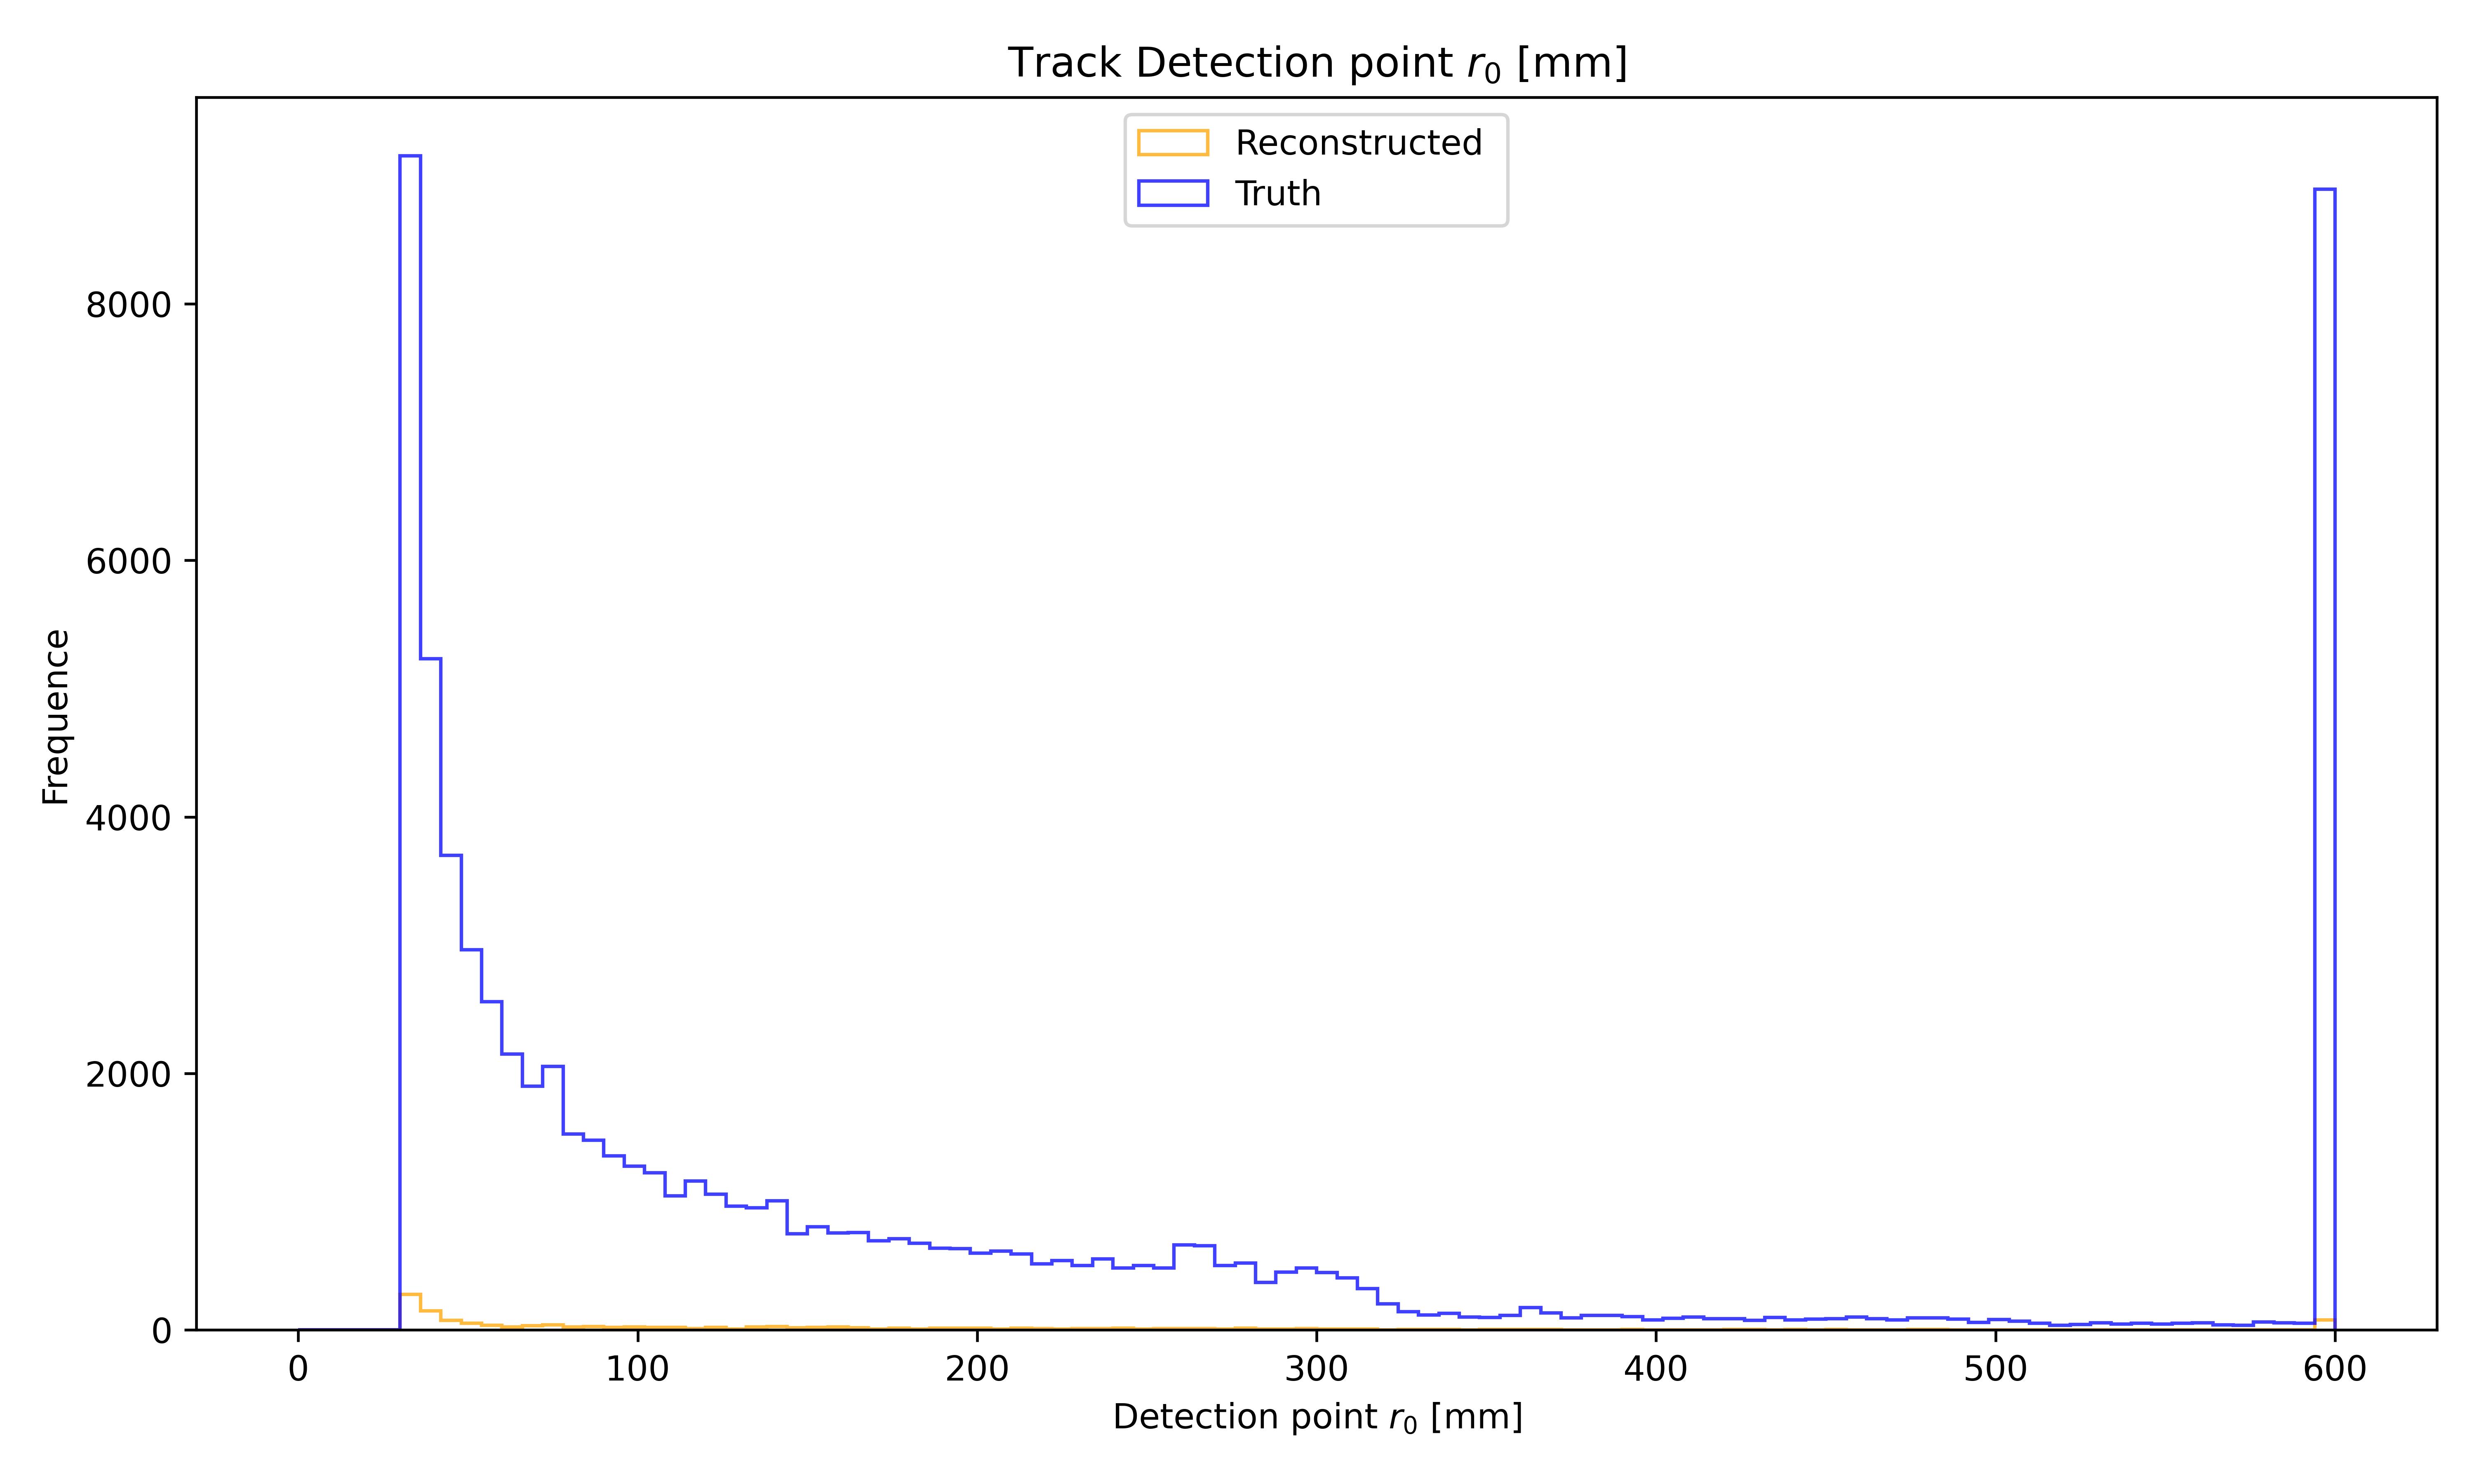 Track Detection point r₀ [mm]
Reconstructed
Truth
Frequence
8000
6000
4000
2000
0
0 100 200 300 400 500 600
Detection point r₀ [mm]